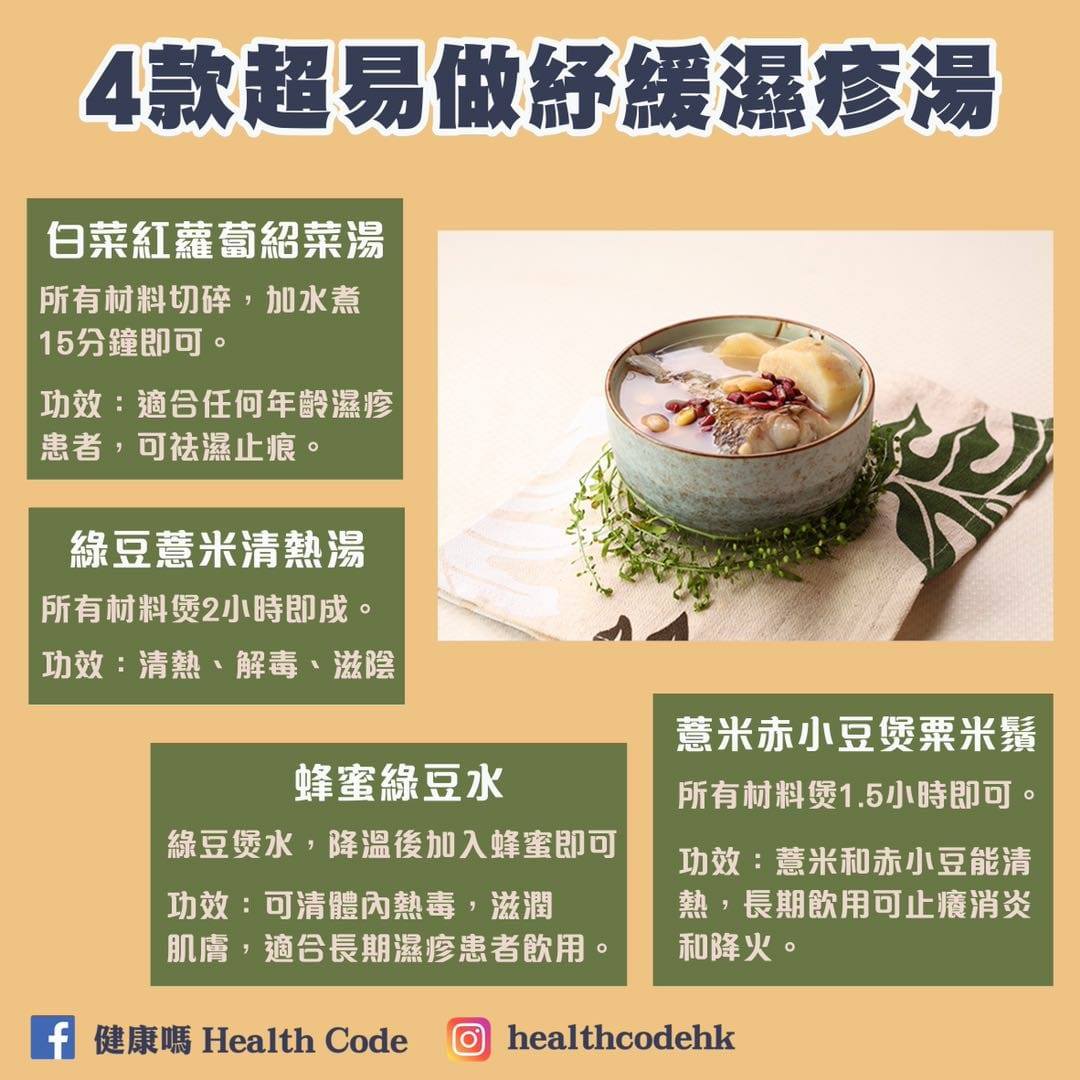 4款超易做紓緩濕疹湯
白菜紅蘿蔔紹菜湯
所有材料切碎，加水煮
15分鐘即可。
功效：適合任何年齡濕疹
患者，可祛濕止痕。
綠豆薏米清熱湯
所有材料煲2小時即成。
功效：清熱、解毒、滋陰
蜂蜜綠豆水
綠豆煲水，降溫後加入蜂蜜即可
功效：可清體內熱毒，滋潤
肌膚，適合長期濕疹患者飲用。
薏米赤小豆煲粟米鬚
所有材料煲1.5小時即可。
功效：薏米和赤小豆能清
熱，長期飲用可止癢消炎
和降火。
健康嗎 Health Code
healthcodehk